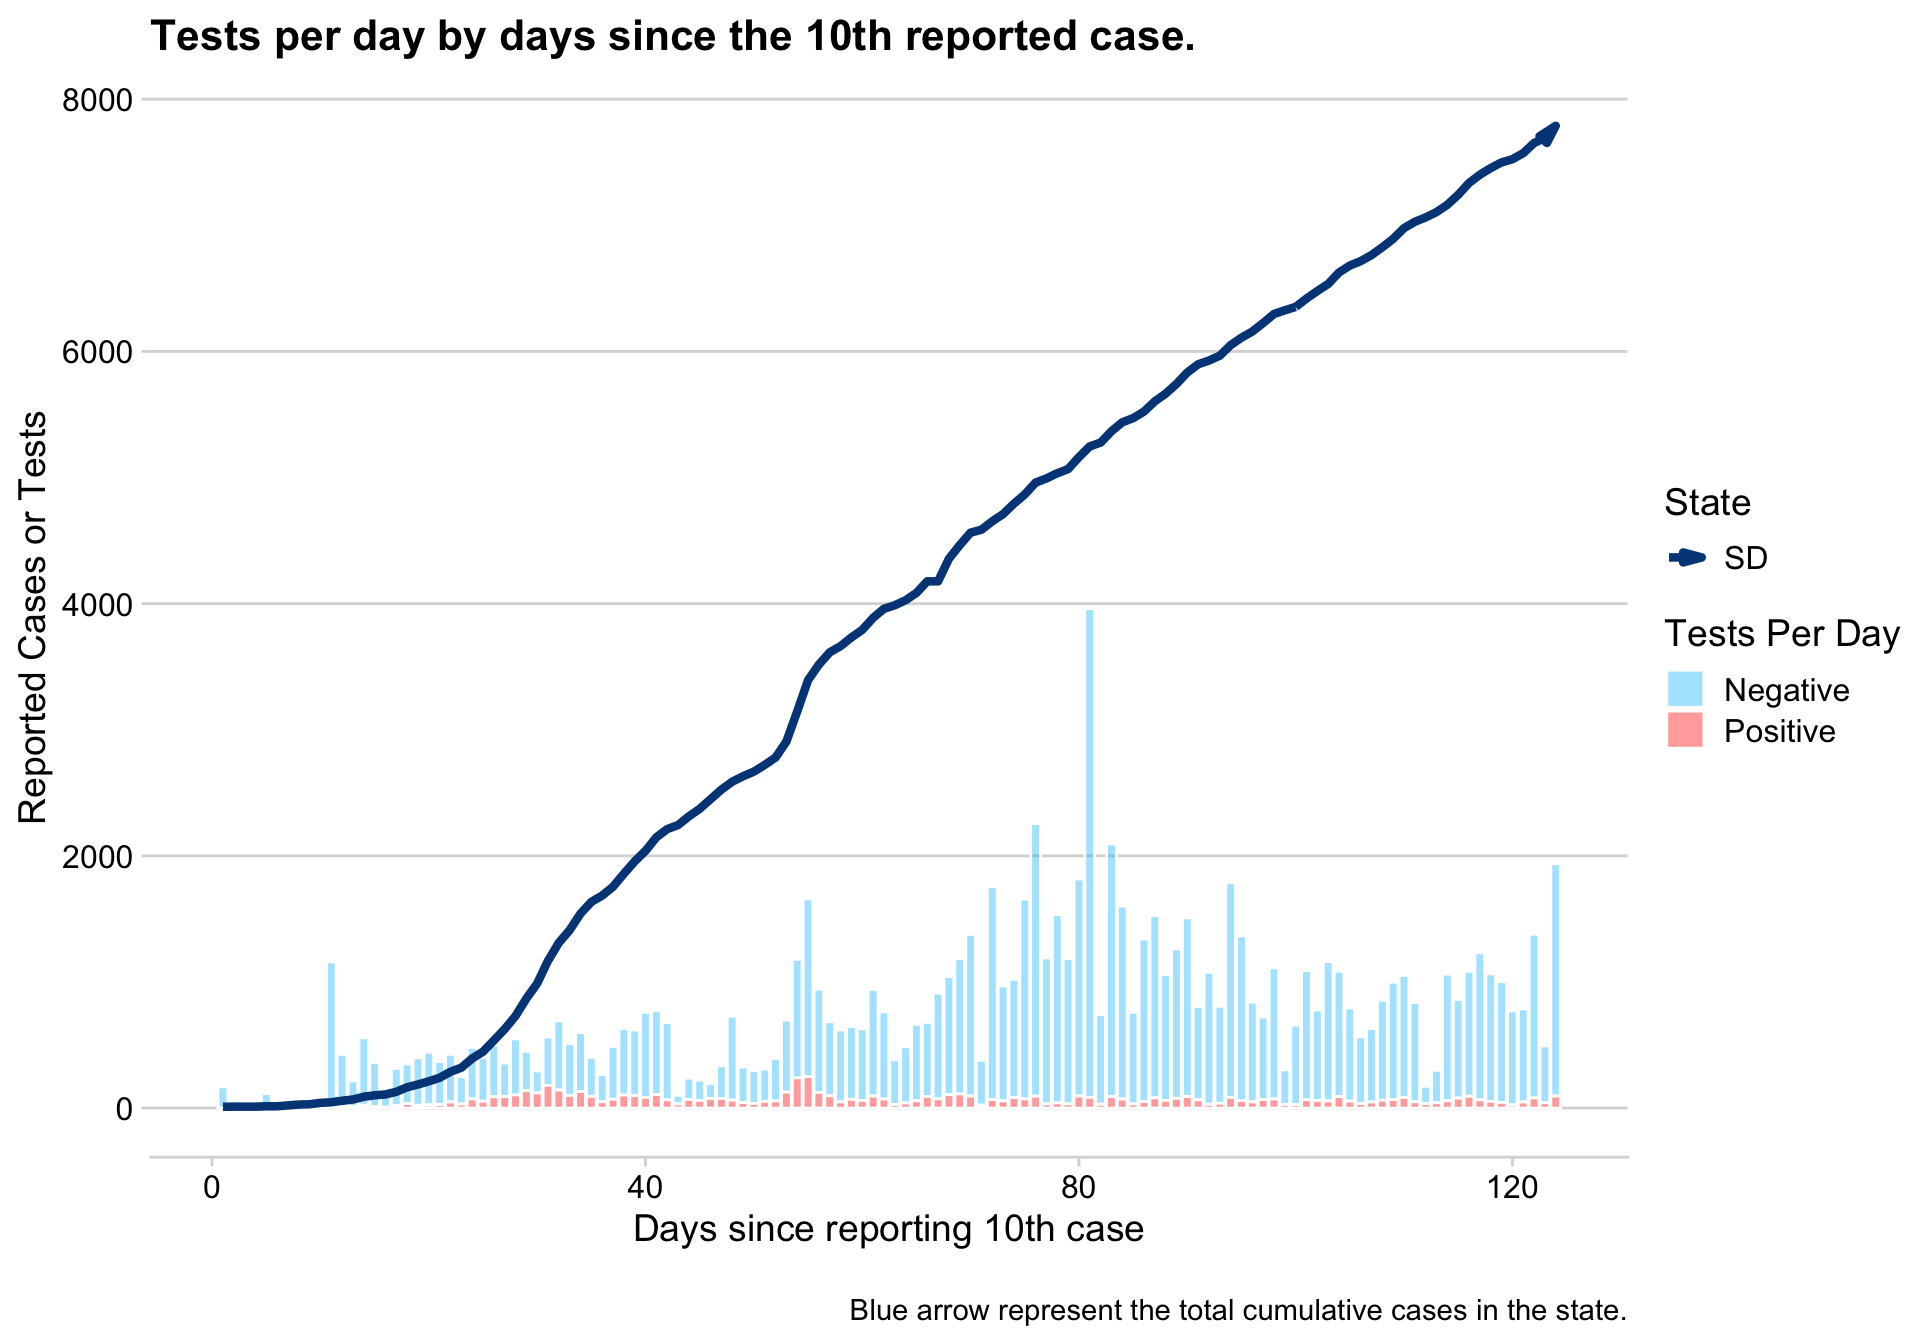 Tests per day by days since the 10th reported case.
8000
6000
4000
2000
0
Reported Cases or Tests
0 40 80 120
Days since reporting 10th case
State
SD
Tests Per Day
Negative
Positive
Blue arrow represent the total cumulative cases in the state.